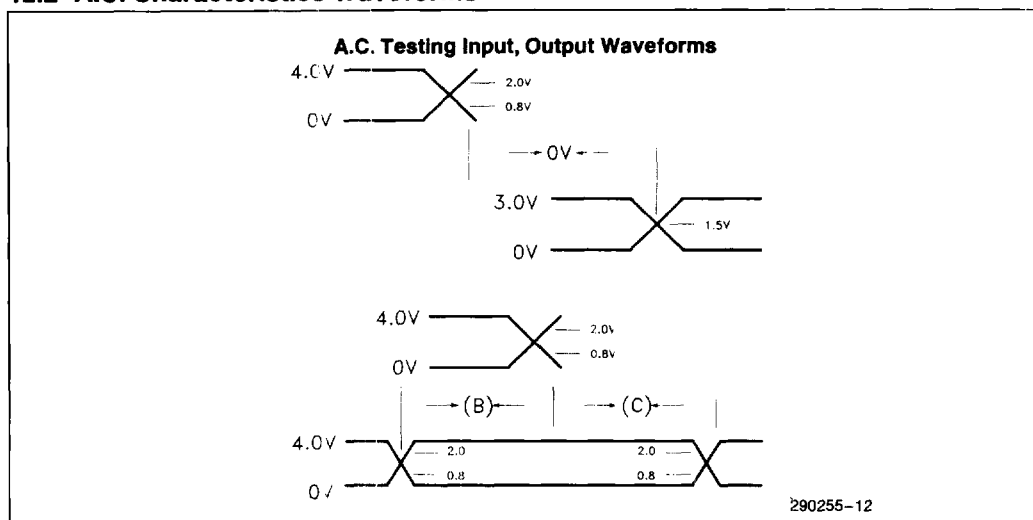 A.C. Testing Input, Output Waveforms
4.0V
2.0V
0.8V
0V
0V
3.0V
1.5V
0V
4.0V
2.0V
0.8V
0V
(B)
(C)
4.0V
2.0
2.0
0.8
0.8
0V
290255-12